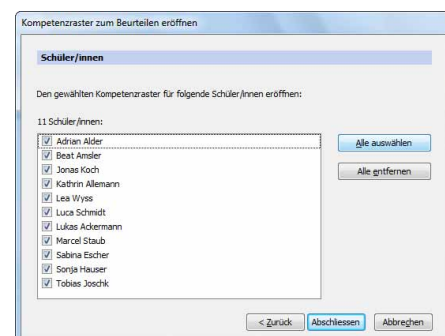 Kompetenzraster zum Beurteilen eröffnen
Schüler/innen
Den gewählten Kompetenzraster für folgende Schüler/innen eröffnen:
11 Schüler/innen:
Adrian Alder
Beat Amsler
Jonas Koch
Kathrin Allemann
Lea Wyss
Luca Schmidt
Lukas Ackermann
Marcel Staub
Sabina Escher
Sonja Hauser
Tobias Joschk
Alle auswählen
Alle entfernen
< Zurück
Abschliessen
Abbrechen